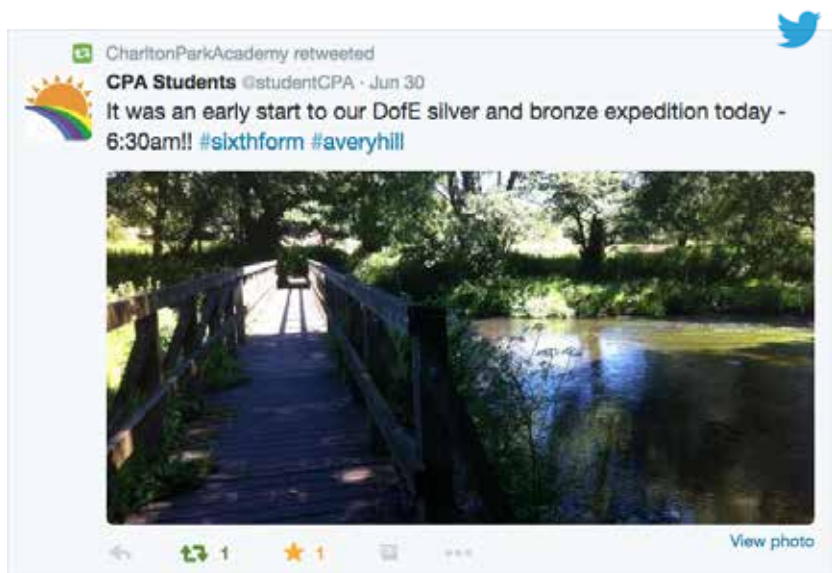 CharltonParkAcademy retweeted
CPA Students @studentCPA · Jun 30
It was an early start to our DofE silver and bronze expedition today -
6:30am!! #sixthform #averyhill
1 1
View photo